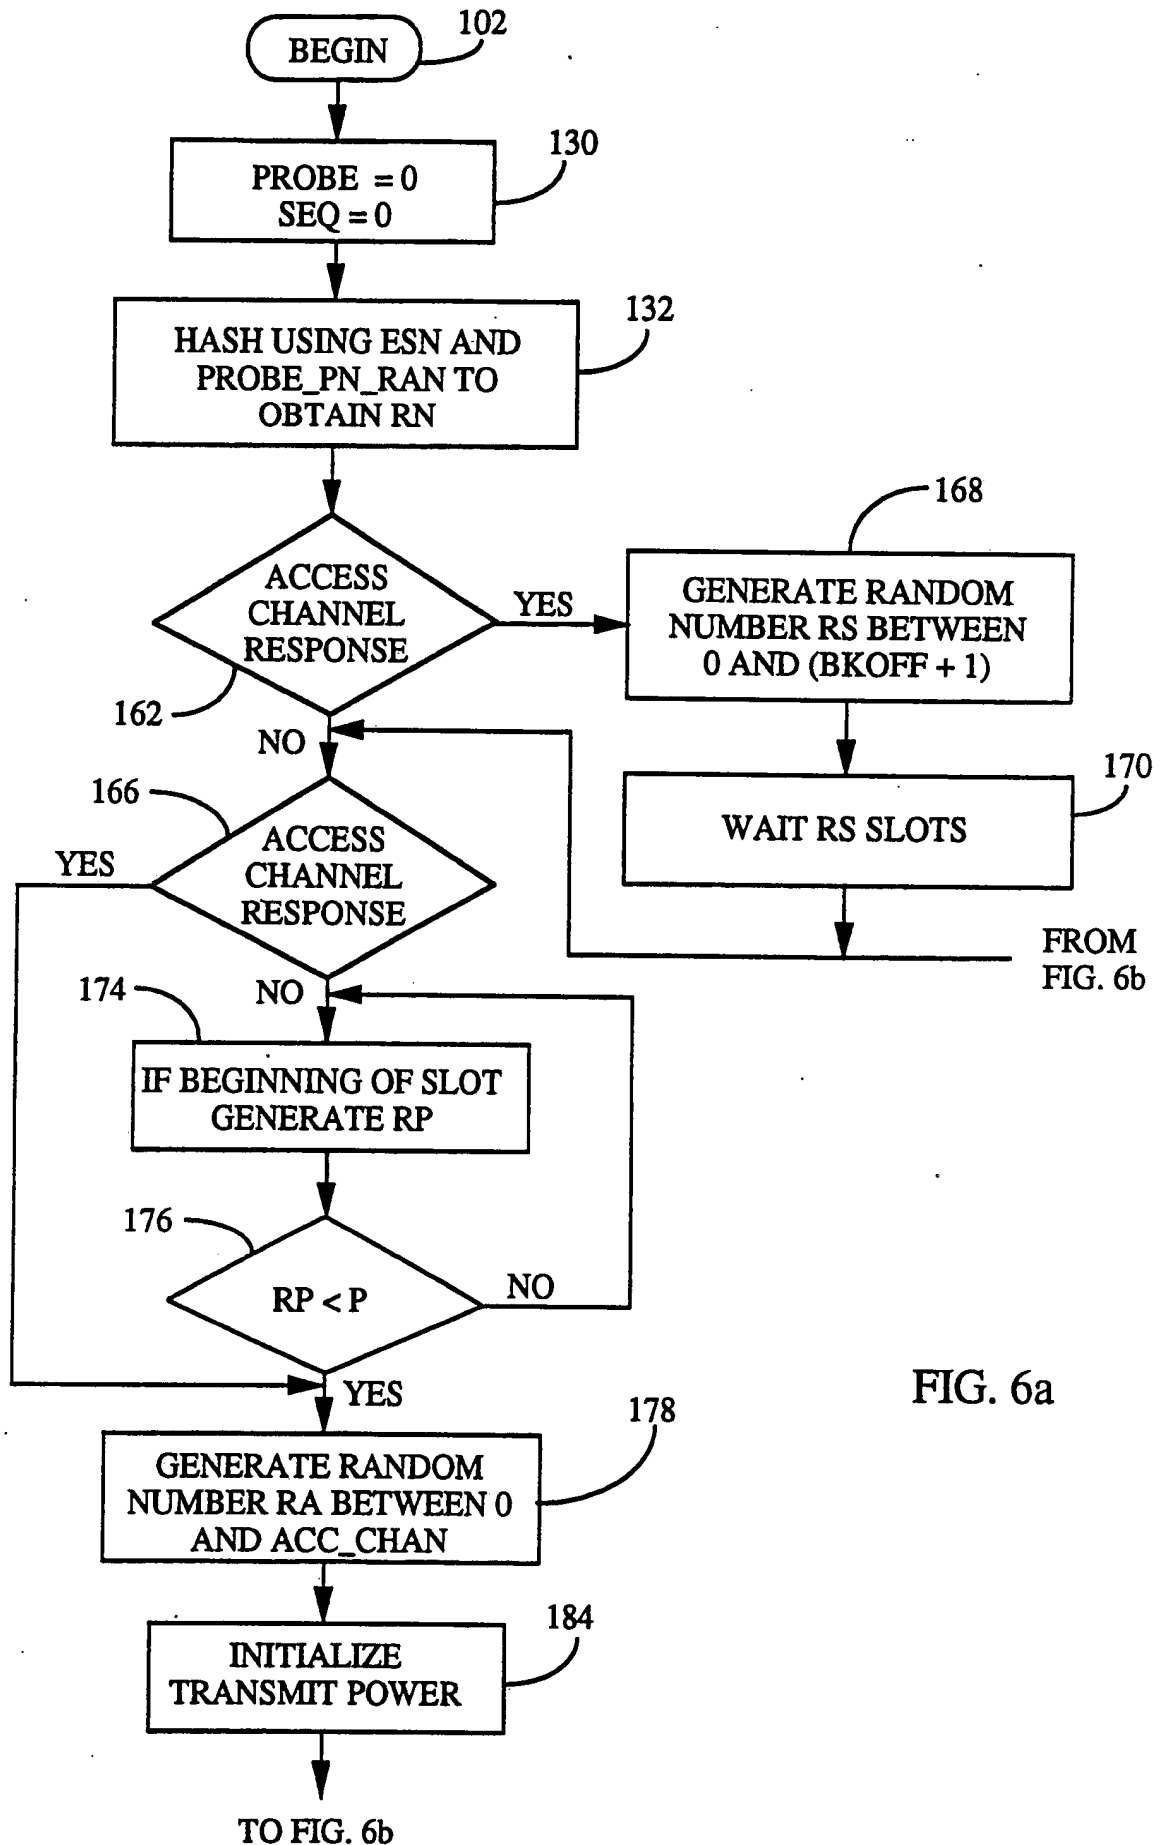 102
BEGIN
130
PROBE = 0
SEQ = 0
132
HASH USING ESN AND
PROBE_PN_RAN TO
OBTAIN RN
168
ACCESS
CHANNEL
RESPONSE
YES
GENERATE RANDOM
NUMBER RS BETWEEN
0 AND (BKOFF + 1)
162
NO
170
WAIT RS SLOTS
166
ACCESS
CHANNEL
RESPONSE
YES
FROM
FIG. 6b
NO
174
IF BEGINNING OF SLOT
GENERATE RP
176
RP < P
NO
YES
FIG. 6a
178
GENERATE RANDOM
NUMBER RA BETWEEN 0
AND ACC_CHAN
184
INITIALIZE
TRANSMIT POWER
TO FIG. 6b